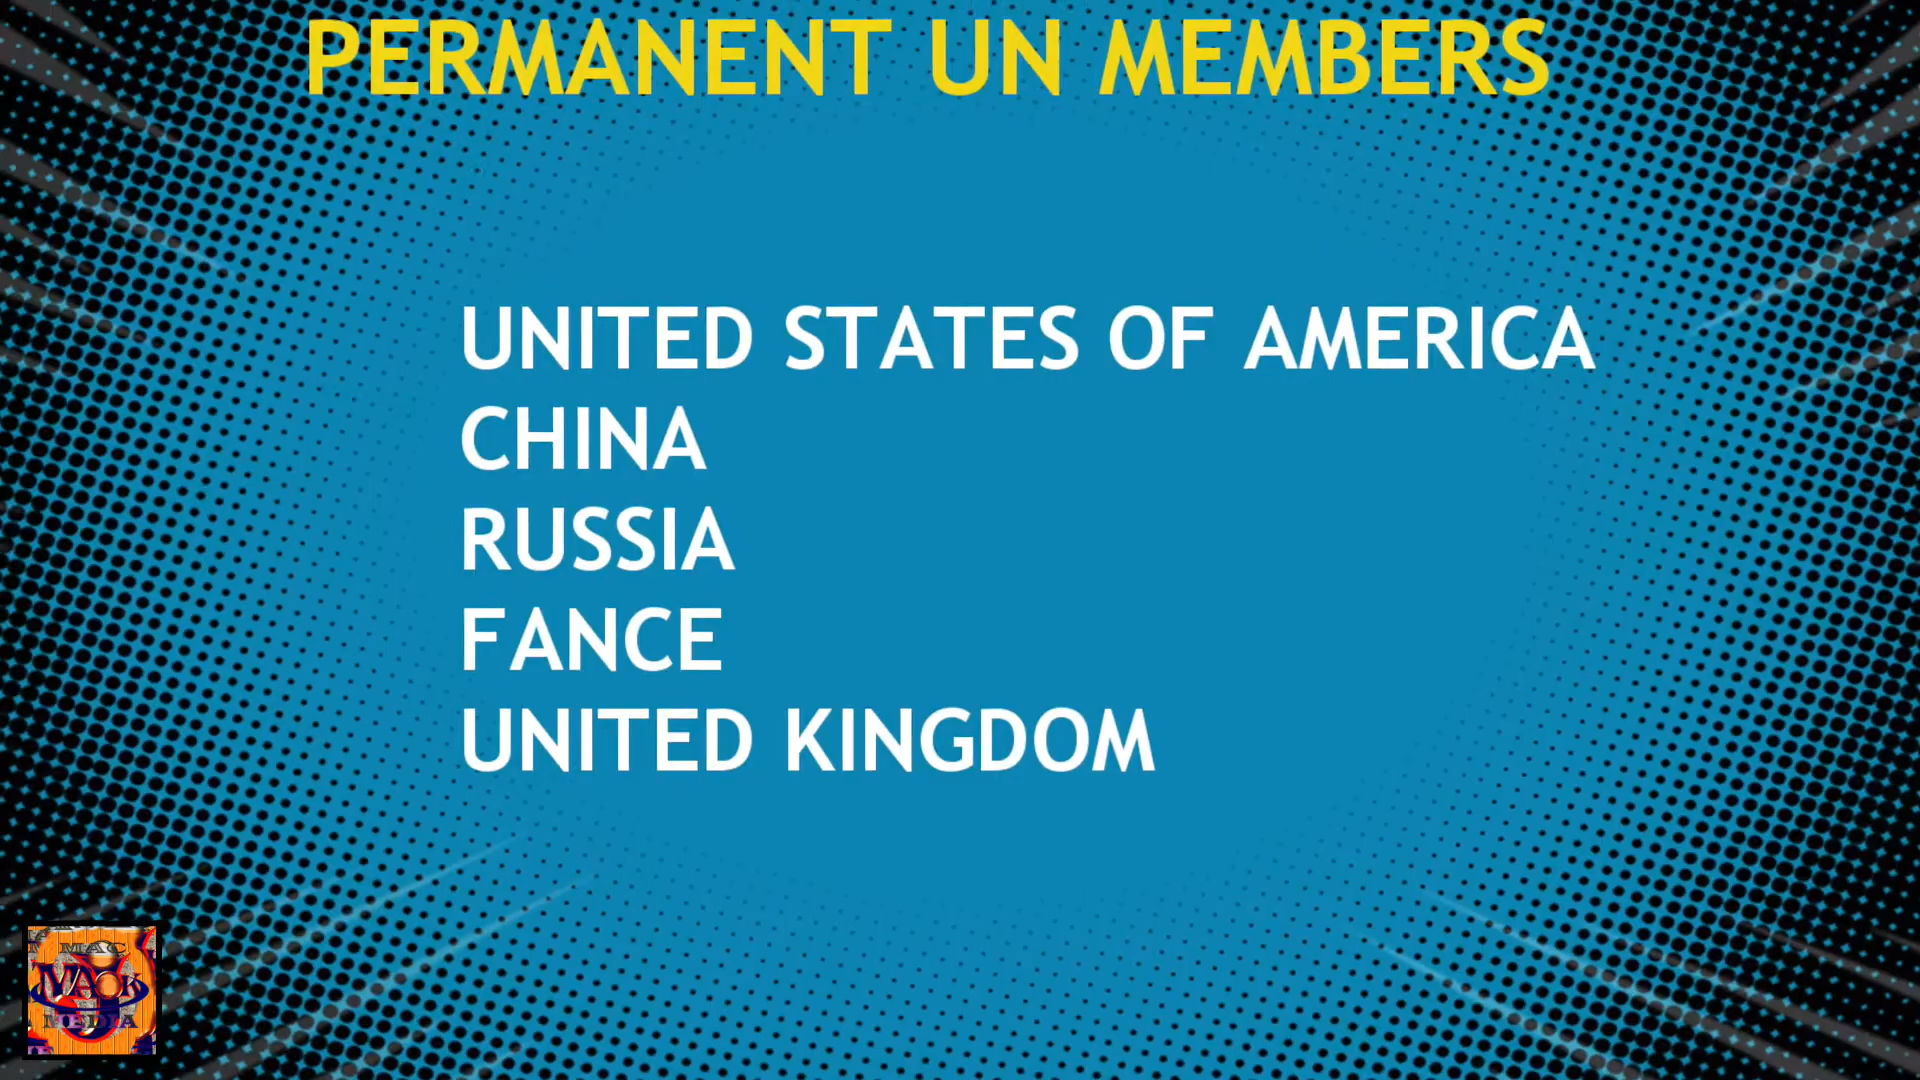 PERMANENT UN MEMBERS
UNITED STATES OF AMERICA
CHINA
RUSSIA
FANCE
UNITED KINGDOM
MAC
MEDIA